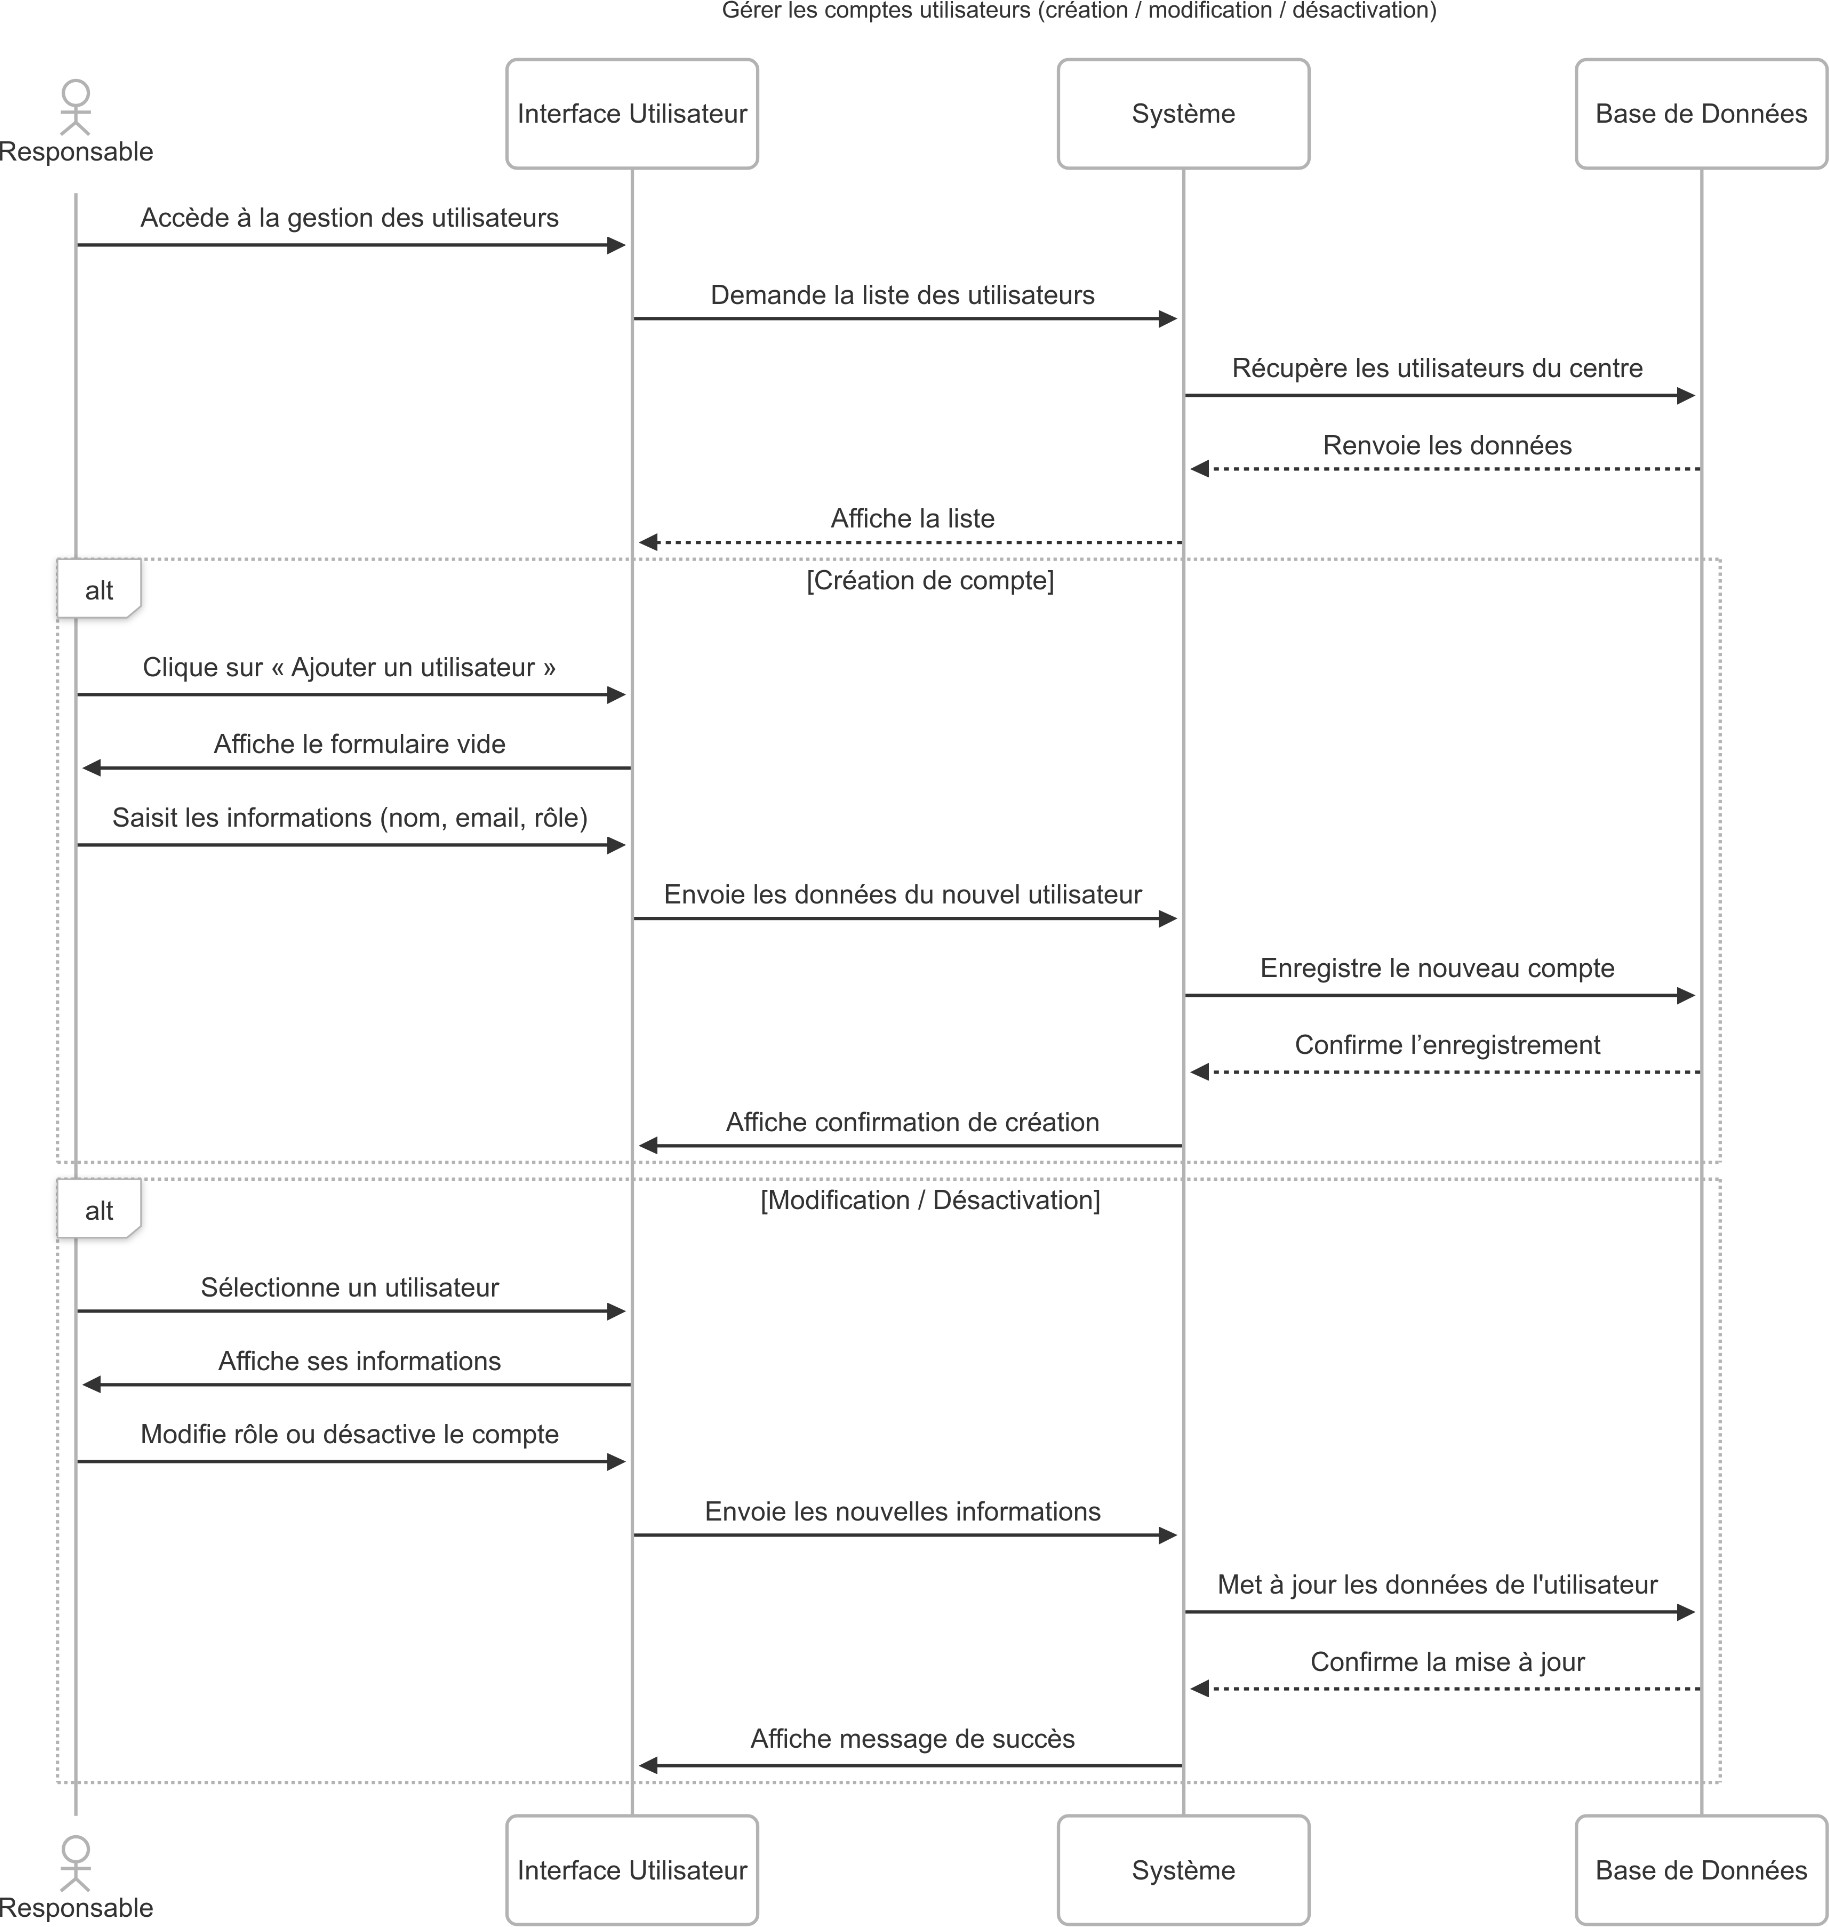 Gérer les comptes utilisateurs (création / modification / désactivation)
Responsable
Interface Utilisateur
Système
Base de Données
Accède à la gestion des utilisateurs
Demande la liste des utilisateurs
Récupère les utilisateurs du centre
Renvoie les données
Affiche la liste
alt
[Création de compte]
Clique sur « Ajouter un utilisateur »
Affiche le formulaire vide
Saisit les informations (nom, email, rôle)
Envoie les données du nouvel utilisateur
Enregistre le nouveau compte
Confirme l’enregistrement
Affiche confirmation de création
alt
[Modification / Désactivation]
Sélectionne un utilisateur
Affiche ses informations
Modifie rôle ou désactive le compte
Envoie les nouvelles informations
Met à jour les données de l'utilisateur
Confirme la mise à jour
Affiche message de succès
Responsable
Interface Utilisateur
Système
Base de Données